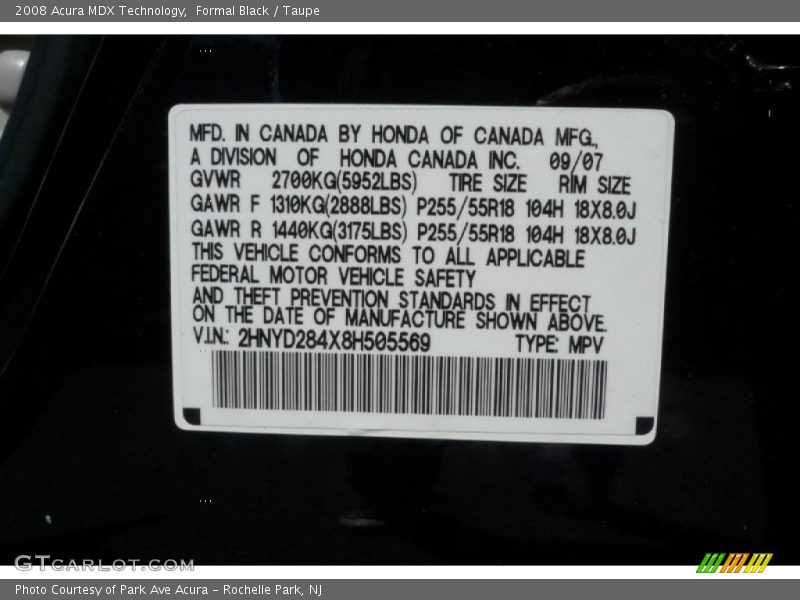 2008 Acura MDX Technology,  Formal Black / Taupe
MFD. IN CANADA BY HONDA OF CANADA MFG.,
A DIVISION OF HONDA CANADA INC. 09/07
GVWR 2700KG(5952LBS) TIRE SIZE RIM SIZE
GAWR F 1310KG(2888LBS) P255/55R18 104H 18X8.0J
GAWR R 1440KG(3175LBS) P255/55R18 104H 18X8.0J
THIS VEHICLE CONFORMS TO ALL APPLICABLE
FEDERAL MOTOR VEHICLE SAFETY
AND THEFT PREVENTION STANDARDS IN EFFECT
ON THE DATE OF MANUFACTURE SHOWN ABOVE.
V.I.N.: 2HNYD284X8H505569 TYPE: MPV
GTCARLOT.COM
Photo Courtesy of Park Ave Acura - Rochelle Park, NJ